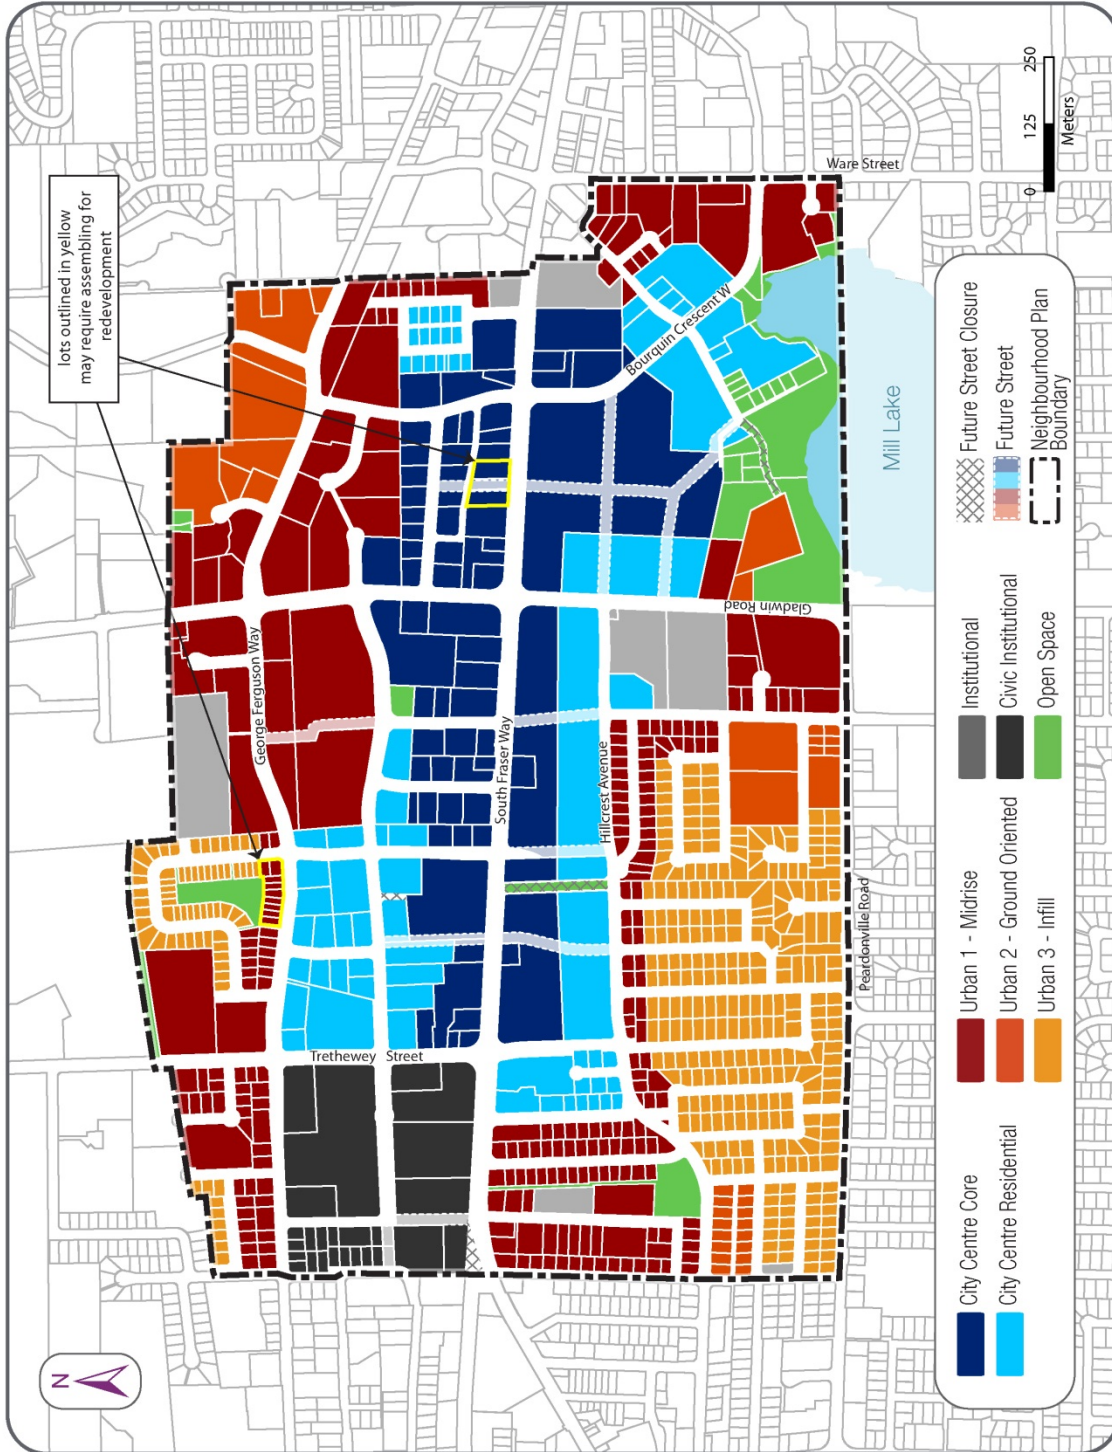 lots outlined in yellow
may require assembling for
redevelopment
N
George Ferguson Way
South Fraser Way
Hillcrest Avenue
Trethewey Street
Gladwin Road
Bourquin Crescent W
Ware Street
Peardonville Road
Mill Lake
0
125
250
Meters
City Centre Core
City Centre Residential
Urban 1 - Midrise
Urban 2 - Ground Oriented
Urban 3 - Infill
Institutional
Civic Institutional
Open Space
Future Street Closure
Future Street
Neighbourhood Plan
Boundary